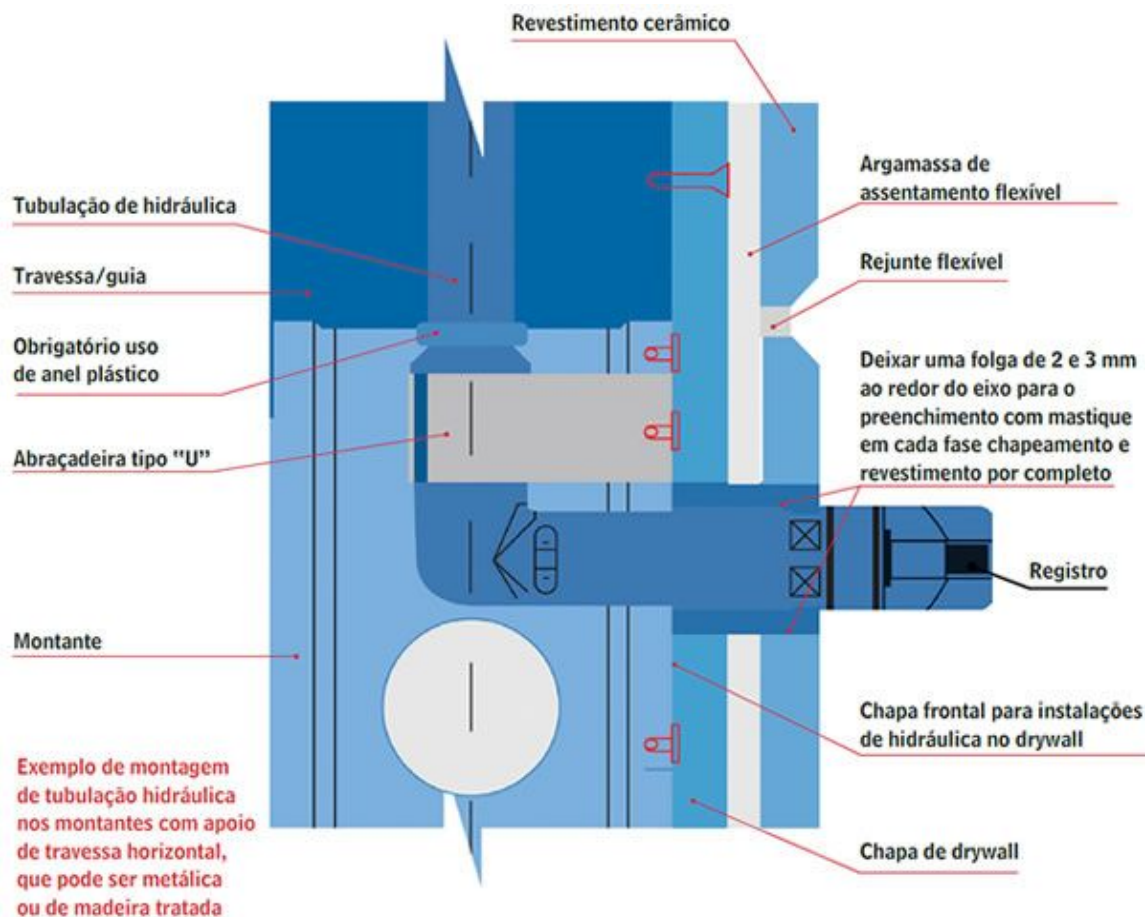 Revestimento cerâmico
Tubulação de hidráulica
Travessa/guia
Obrigatório uso
de anel plástico
Abraçadeira tipo "U"
Montante
Exemplo de montagem
de tubulação hidráulica
nos montantes com apoio
de travessa horizontal,
que pode ser metálica
ou de madeira tratada
Argamassa de
assentamento flexível
Rejunte flexível
Deixar uma folga de 2 e 3 mm
ao redor do eixo para o
preenchimento com mastique
em cada fase chapeamento e
revestimento por completo
Registro
Chapa frontal para instalações
de hidráulica no drywall
Chapa de drywall